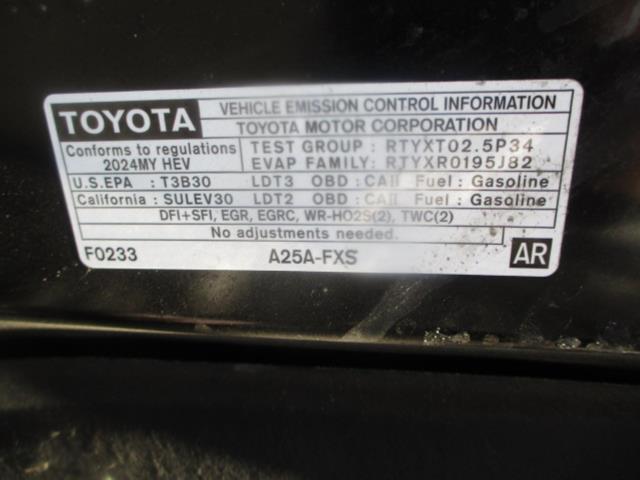 TOYOTA
VEHICLE EMISSION CONTROL INFORMATION
TOYOTA MOTOR CORPORATION
Conforms to regulations
2024MY HEV
TEST GROUP: RTYXT02.5P34
EVAP FAMILY: RTYXR0195J82
U.S.EPA : T3B30 LDT3 OBD : CAII Fuel : Gasoline
California : SULEV30 LDT2 OBD : CAII Fuel : Gasoline
DFI+SFI, EGR, EGRC, WR-HO2S(2), TWC(2)
No adjustments needed.
F0233 A25A-FXS AR